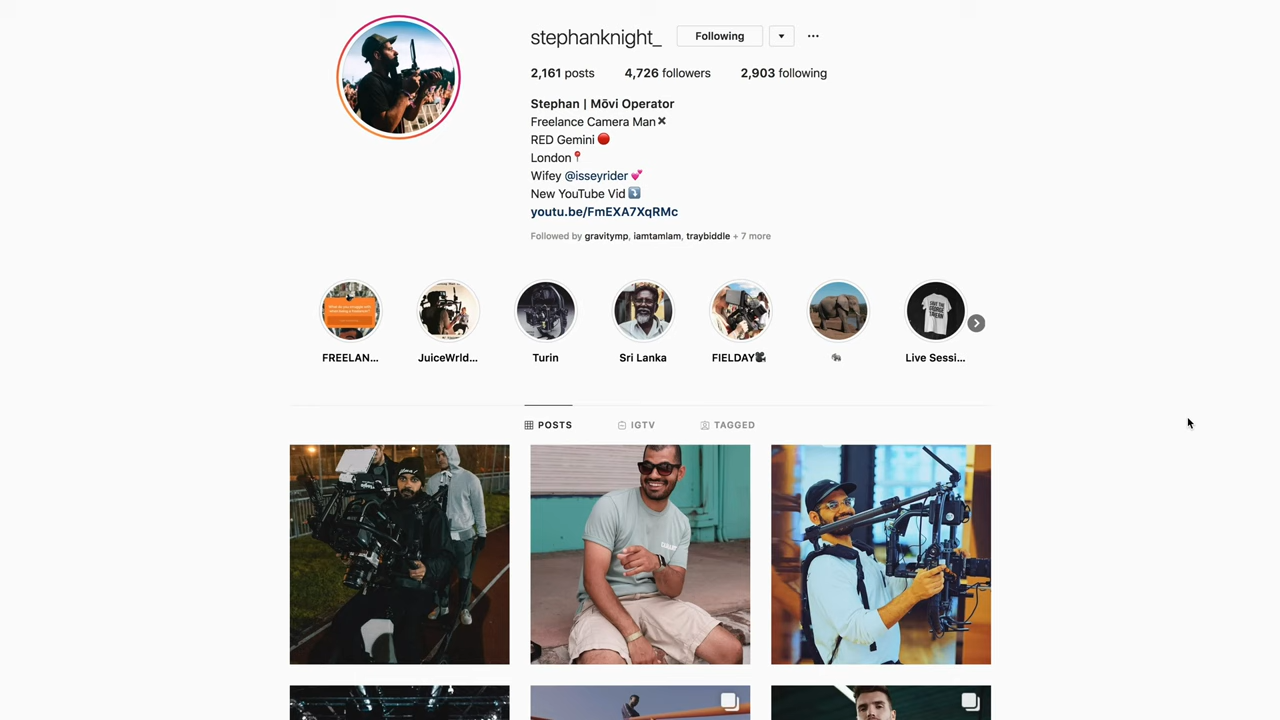 stephanknight_
Following
2,161 posts 4,726 followers 2,903 following
Stephan | Mōvi Operator
Freelance Camera Man
RED Gemini
London
Wifey @isseyrider
New YouTube Vid
youtu.be/FmEXA7XqRMc
Followed by gravitymp, iamtamlam, traybiddle + 7 more
FREELAN... JuiceWrld... Turin Sri Lanka FIELDAY Live Sessi...
POSTS IGTV TAGGED